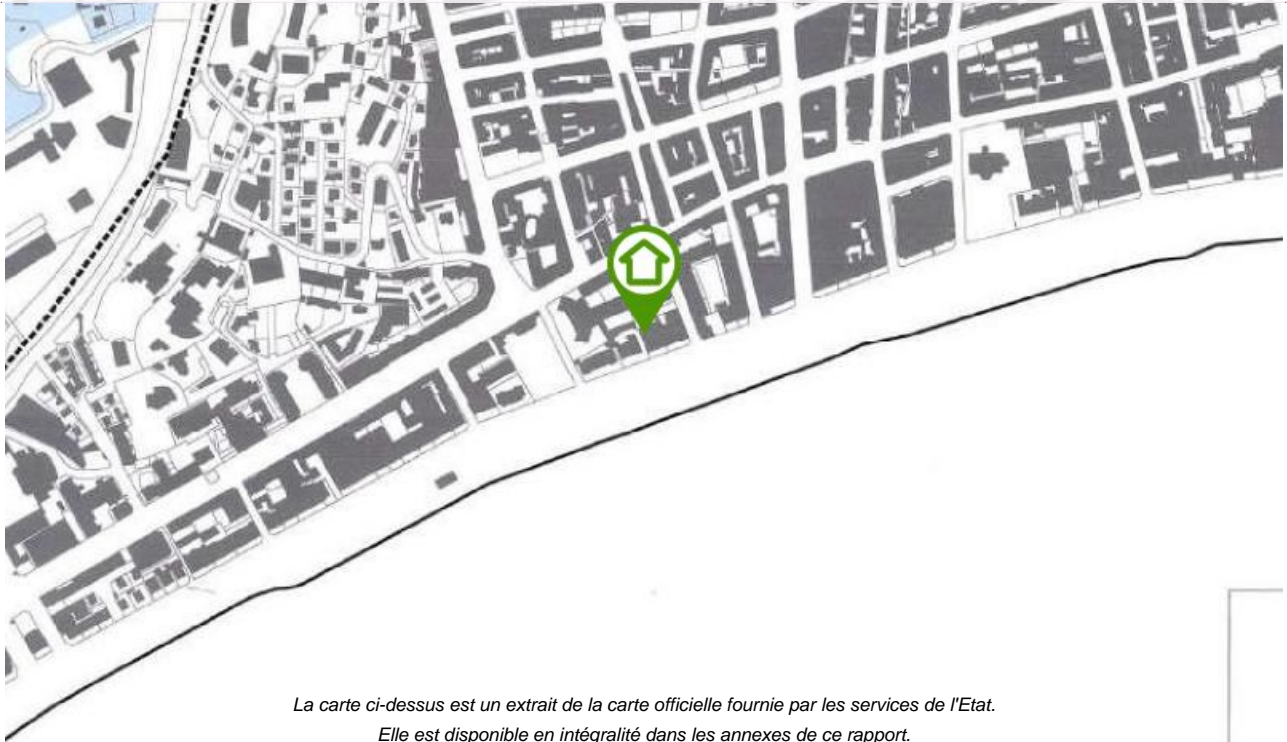 La carte ci-dessus est un extrait de la carte officielle fournie par les services de l'Etat.
Elle est disponible en intégralité dans les annexes de ce rapport.